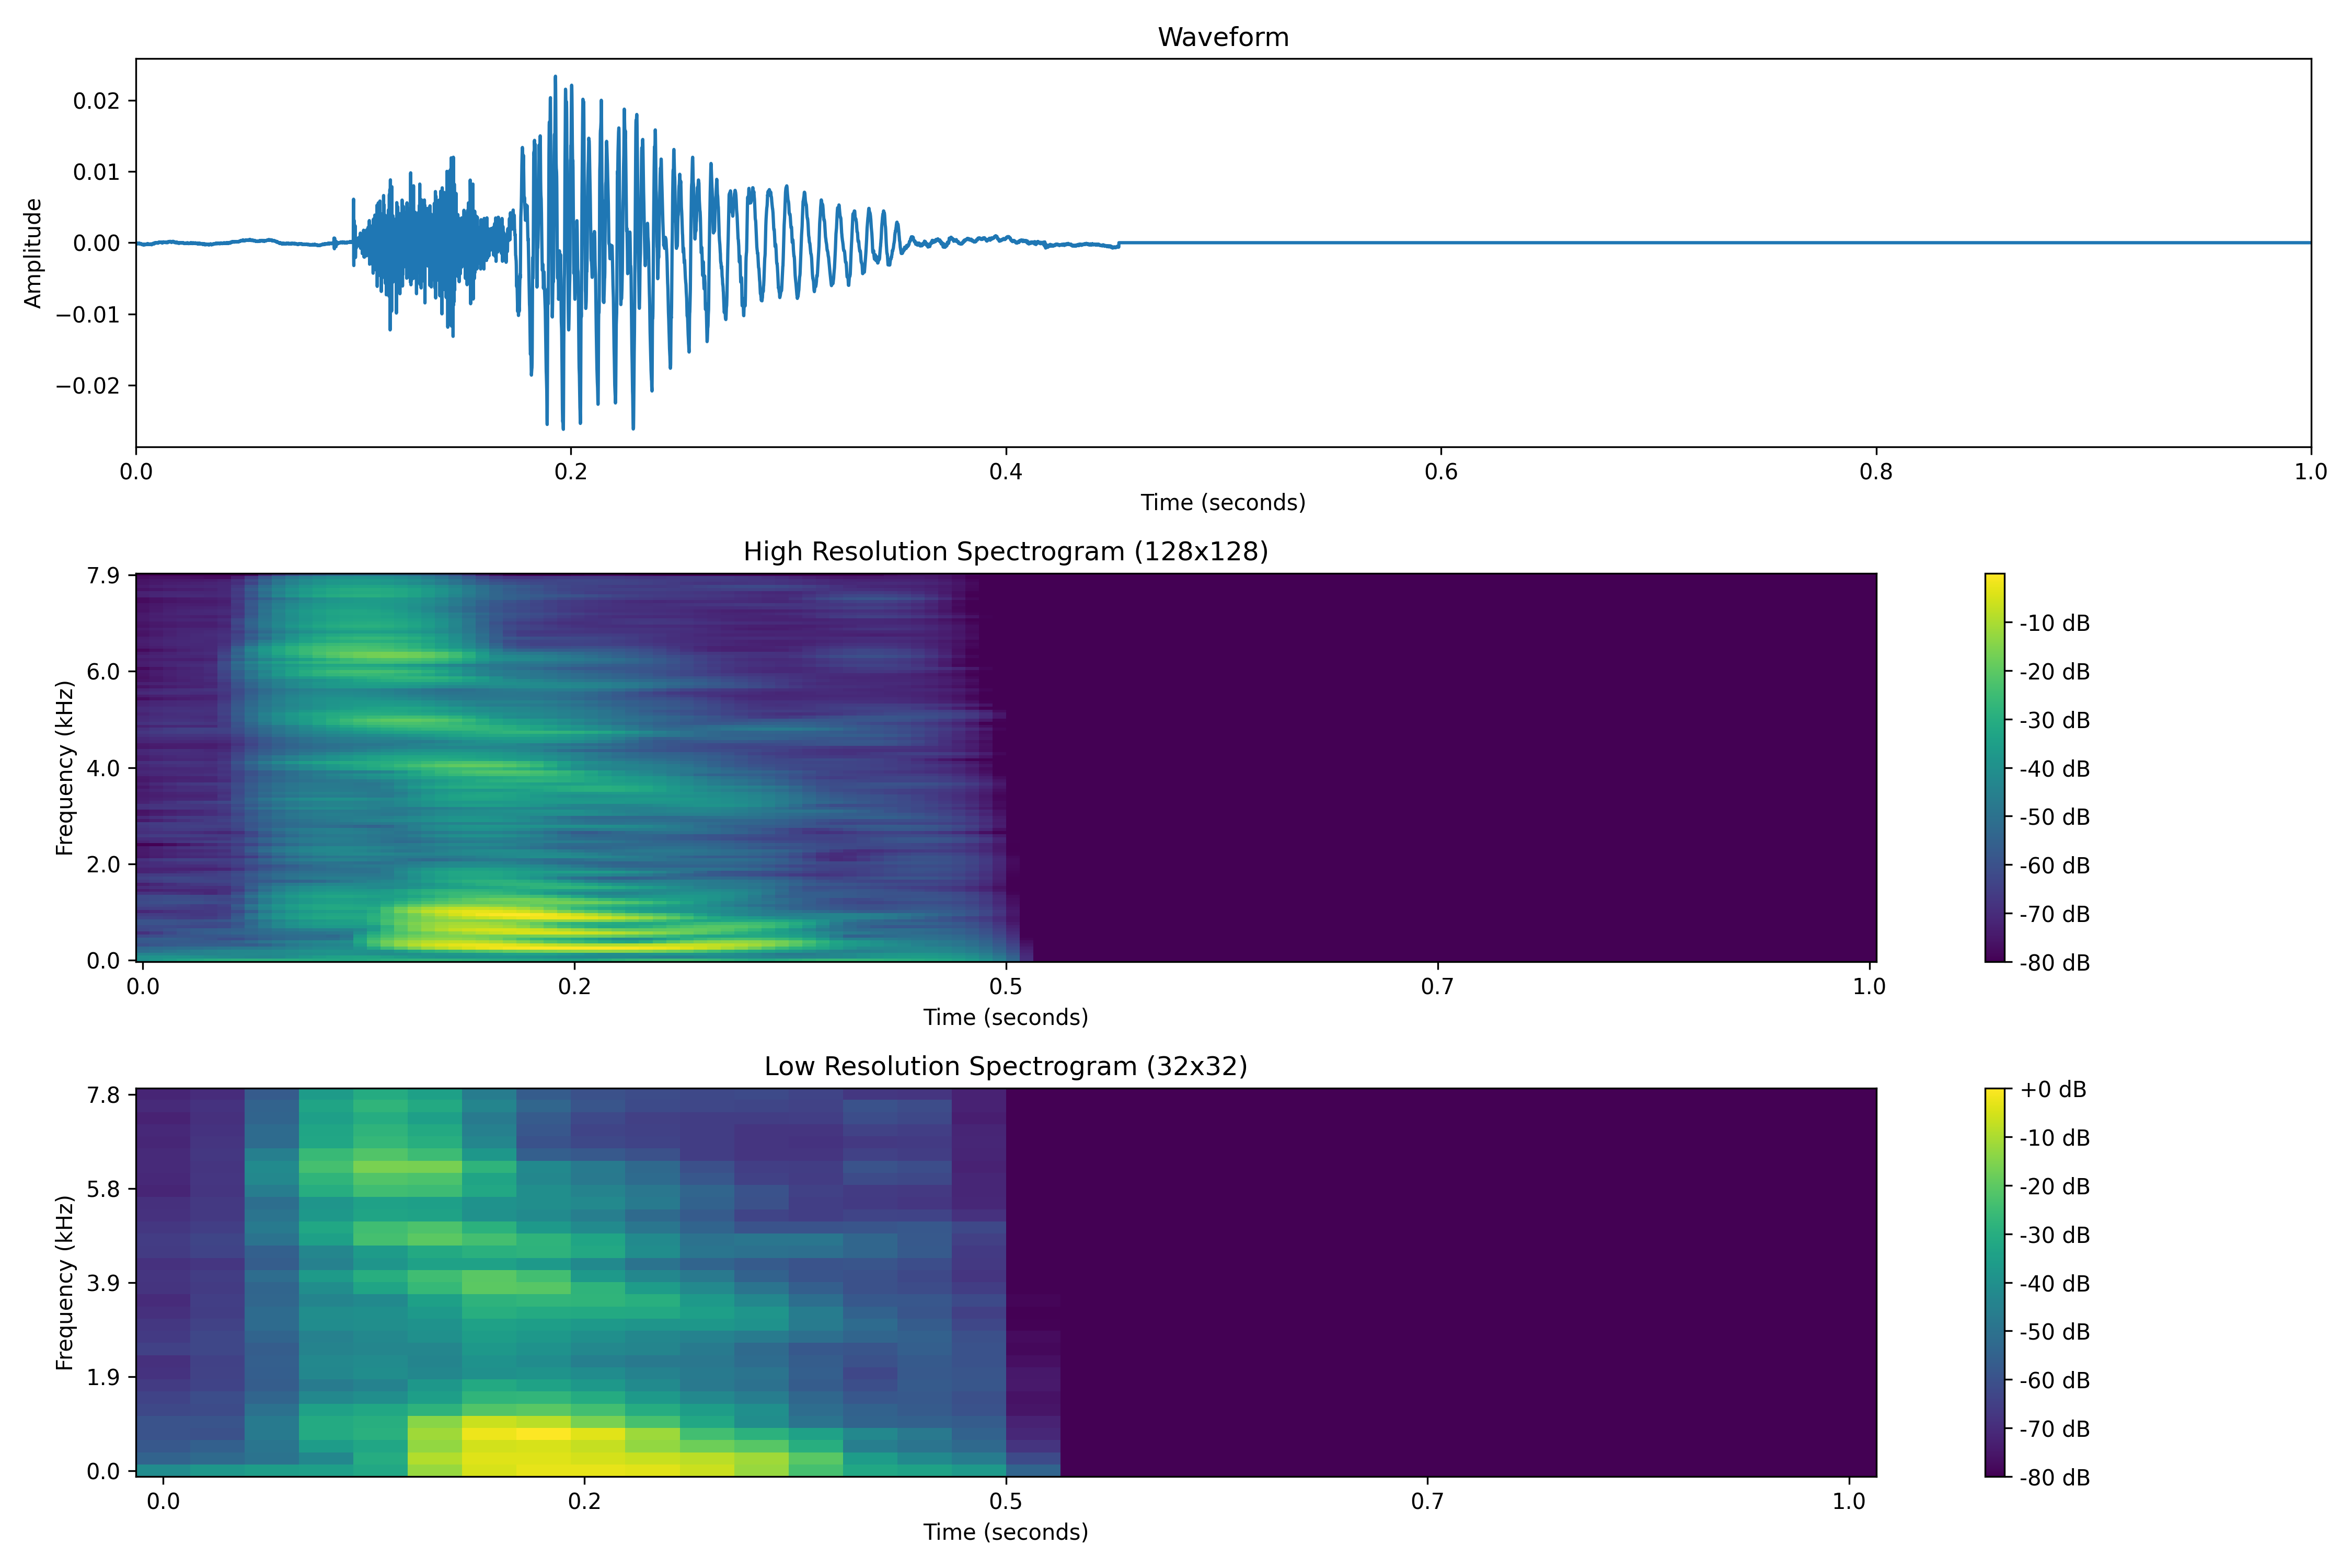 Waveform
0.02
0.01
0.00
−0.01
−0.02
Amplitude
0.0 0.2 0.4 0.6 0.8 1.0
Time (seconds)
High Resolution Spectrogram (128x128)
7.9
6.0
4.0
2.0
0.0
Frequency (kHz)
0.0 0.2 0.5 0.7 1.0
Time (seconds)
-10 dB
-20 dB
-30 dB
-40 dB
-50 dB
-60 dB
-70 dB
-80 dB
Low Resolution Spectrogram (32x32)
7.8
5.8
3.9
1.9
0.0
Frequency (kHz)
0.0 0.2 0.5 0.7 1.0
Time (seconds)
+0 dB
-10 dB
-20 dB
-30 dB
-40 dB
-50 dB
-60 dB
-70 dB
-80 dB